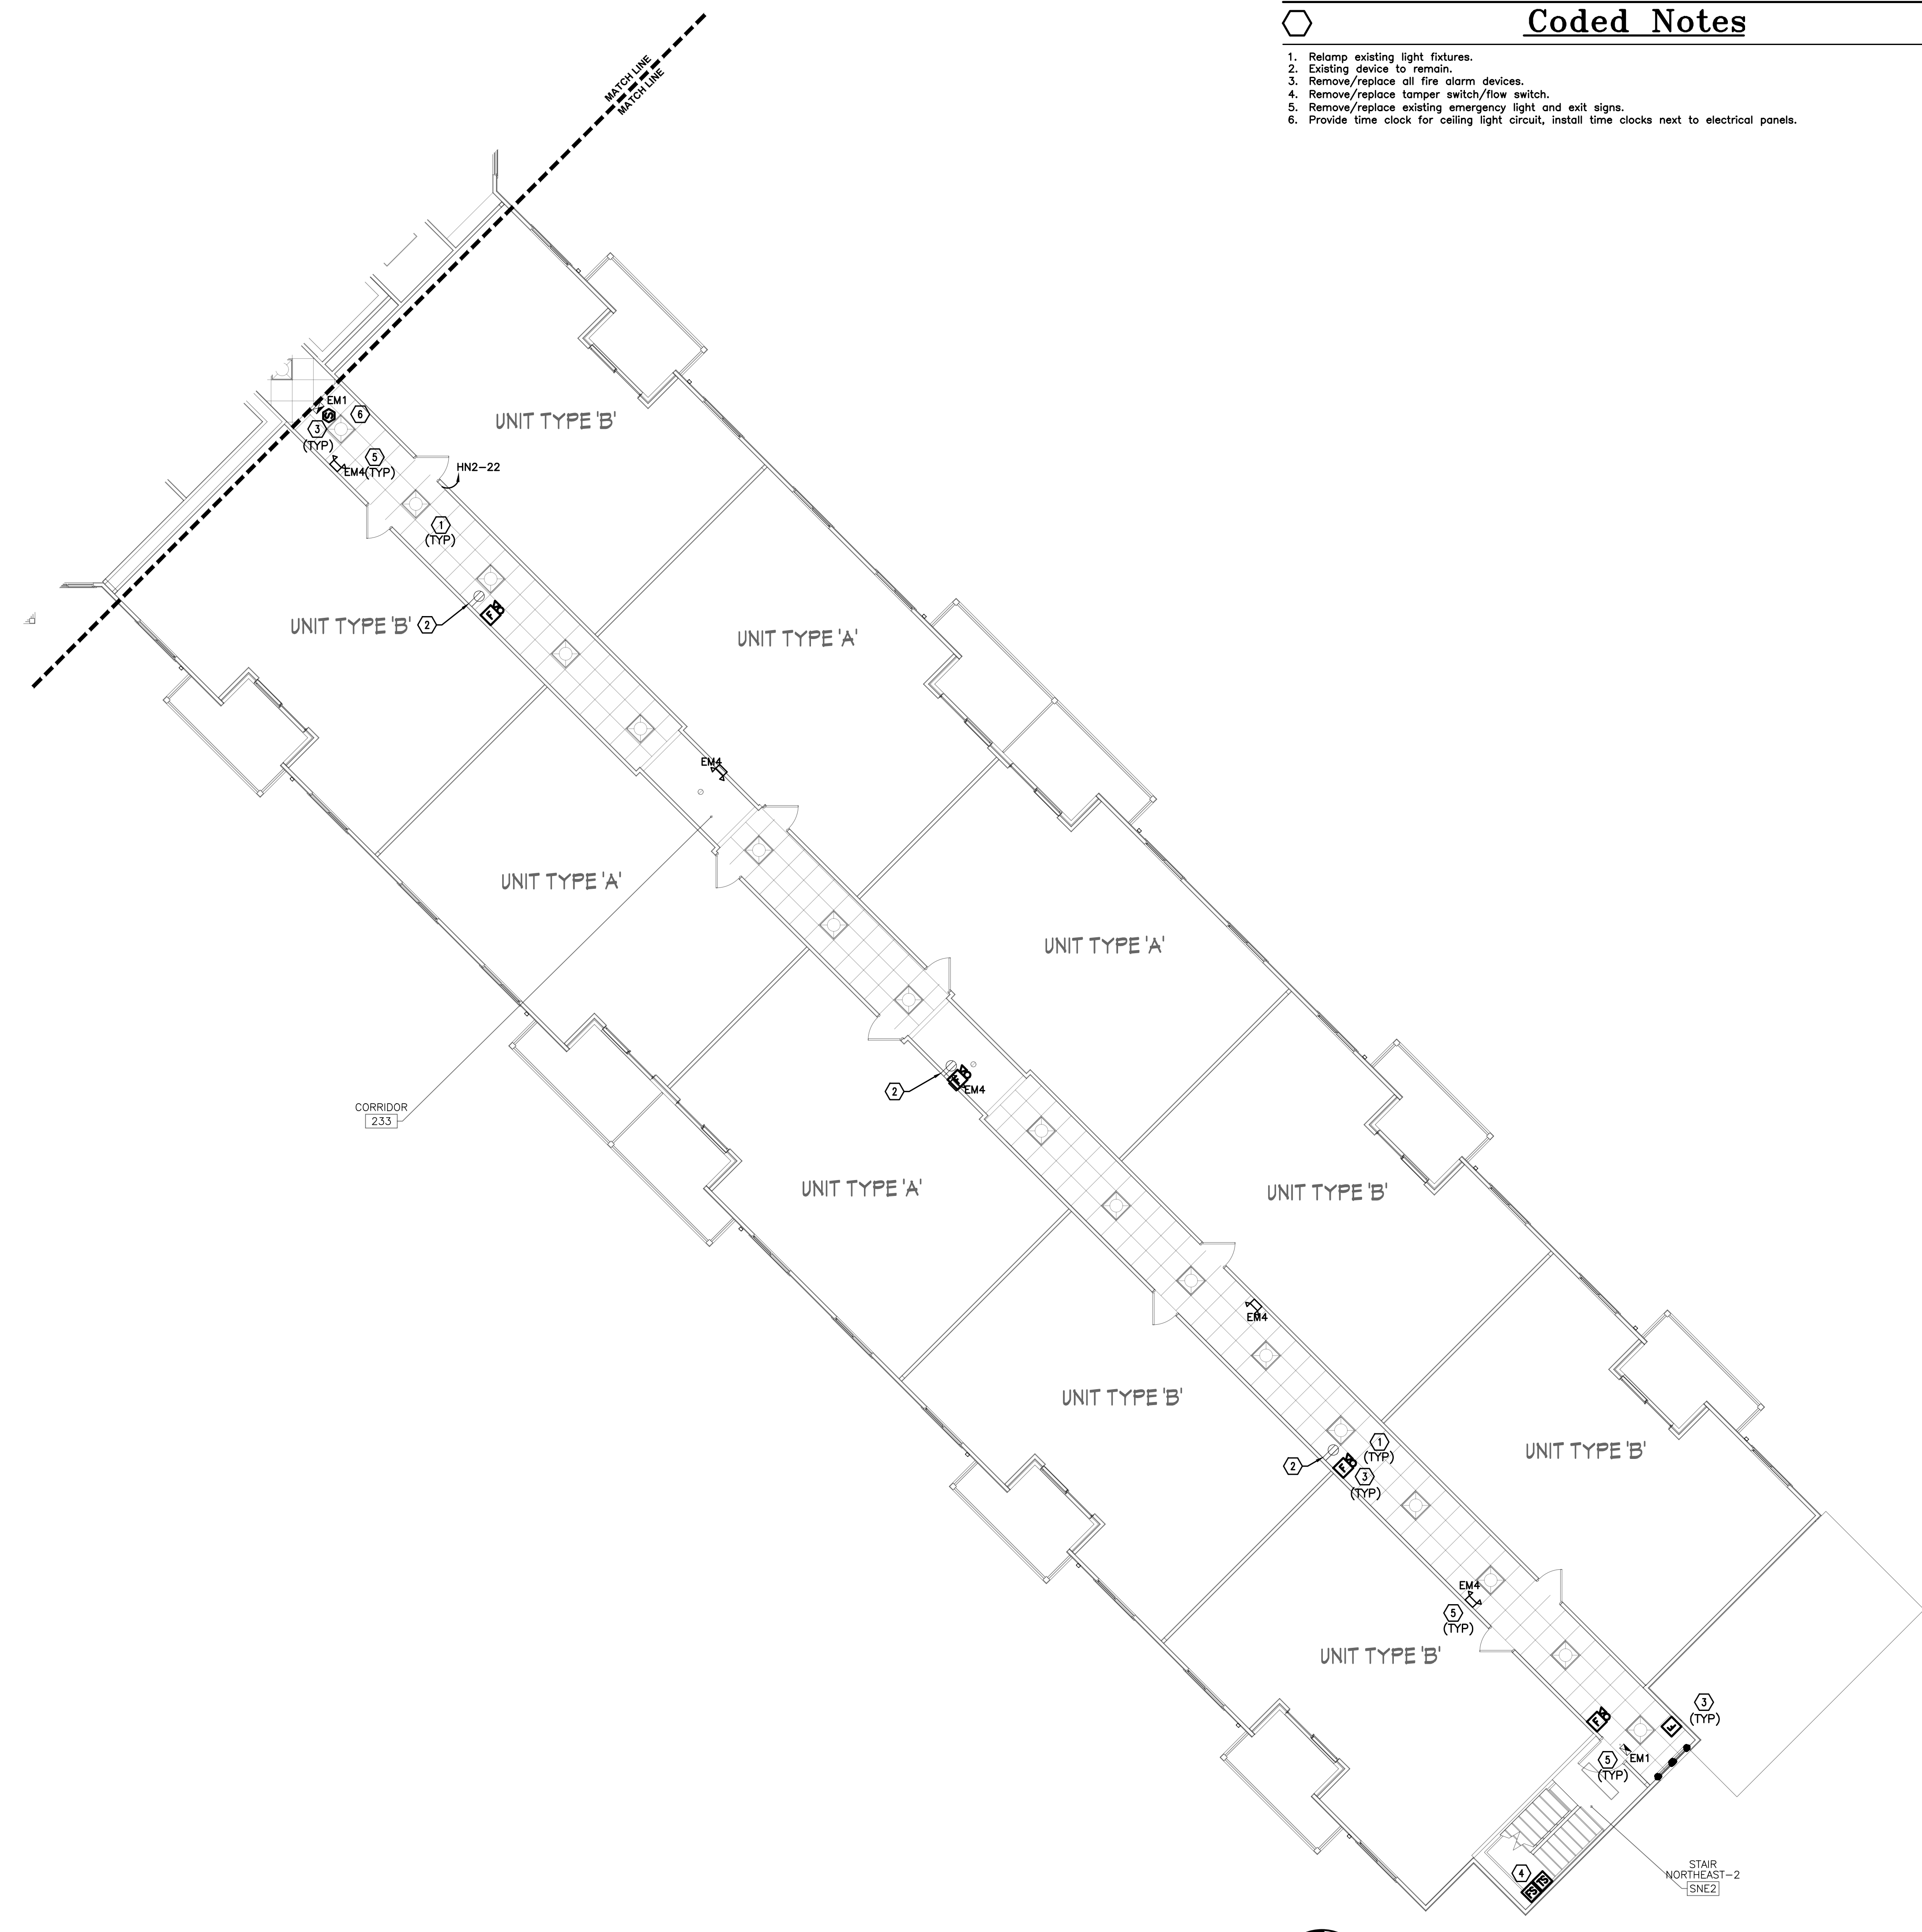 Coded Notes
1. Relamp existing light fixtures.
2. Existing device to remain.
3. Remove/replace all fire alarm devices.
4. Remove/replace tamper switch/flow switch.
5. Remove/replace existing emergency light and exit signs.
6. Provide time clock for ceiling light circuit, install time clocks next to electrical panels.
MATCH LINE
MATCH LINE
EM1
S
6
3
(TYP)
UNIT TYPE 'B'
5
EM4(TYP)
HN2-22
1
(TYP)
F
UNIT TYPE 'B'
2
UNIT TYPE 'A'
EM4
UNIT TYPE 'A'
UNIT TYPE 'A'
F
2
EM4
CORRIDOR
233
UNIT TYPE 'A'
UNIT TYPE 'B'
EM4
UNIT TYPE 'B'
1
(TYP)
UNIT TYPE 'B'
2
F
3
(TYP)
EM4
5
(TYP)
UNIT TYPE 'B'
3
(TYP)
F
F
5
(TYP)
EM1
STAIR
NORTHEAST-2
SNE2
4
FS
TS